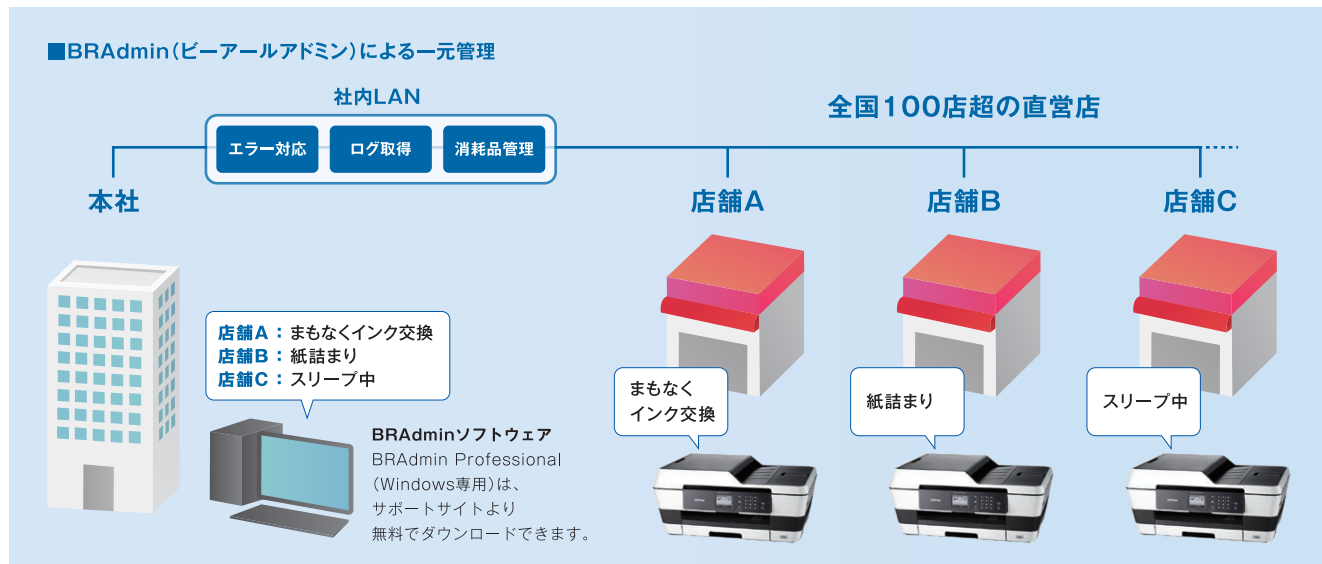 ■BRAdmin（ビーアールアドミン）による一元管理
社内LAN
全国100店超の直営店
エラー対応
ログ取得
消耗品管理
本社
店舗A
店舗B
店舗C
店舗A：まもなくインク交換
店舗B：紙詰まり
店舗C：スリープ中
BRAdminソフトウェア
BRAdmin Professional
（Windows専用）は、
サポートサイトより
無料でダウンロードできます。
まもなく
インク交換
紙詰まり
スリープ中